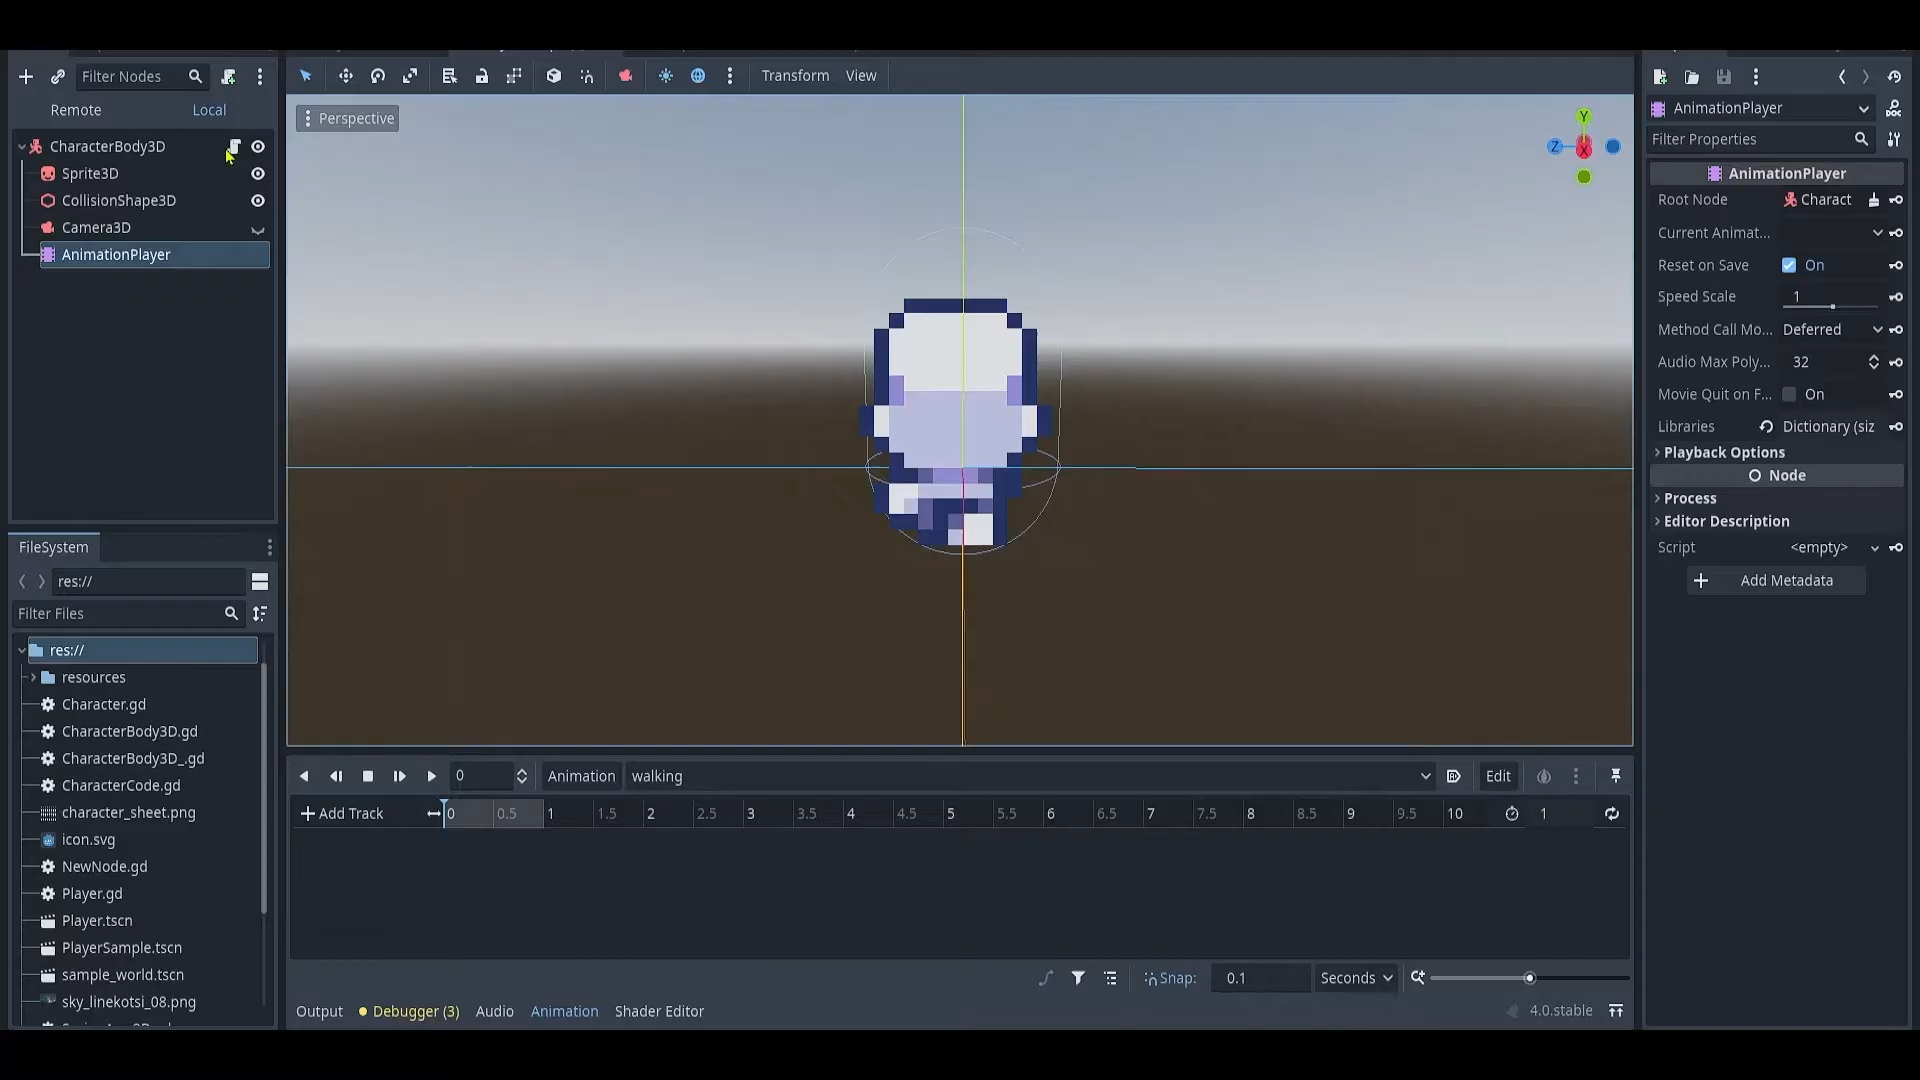 Filter Nodes
Transform View
Remote Local
Perspective
Y
Z
X
CharacterBody3D
Sprite3D
CollisionShape3D
Camera3D
AnimationPlayer
FileSystem
res://
Filter Files
res://
resources
Character.gd
CharacterBody3D.gd
CharacterBody3D_.gd
CharacterCode.gd
character_sheet.png
icon.svg
NewNode.gd
Player.gd
Player.tscn
PlayerSample.tscn
sample_world.tscn
sky_linekotsi_08.png
0 Animation walking Edit
Add Track 0 0.5 1 1.5 2 2.5 3 3.5 4 4.5 5 5.5 6 6.5 7 7.5 8 8.5 9 9.5 10 1
Snap: 0.1 Seconds
Output Debugger (3) Audio Animation Shader Editor 4.0.stable
AnimationPlayer
Filter Properties
AnimationPlayer
Root Node Charact
Current Animat...
Reset on Save On
Speed Scale 1
Method Call Mo... Deferred
Audio Max Poly... 32
Movie Quit on F... On
Libraries Dictionary (siz
Playback Options
Node
Process
Editor Description
Script <empty>
Add Metadata